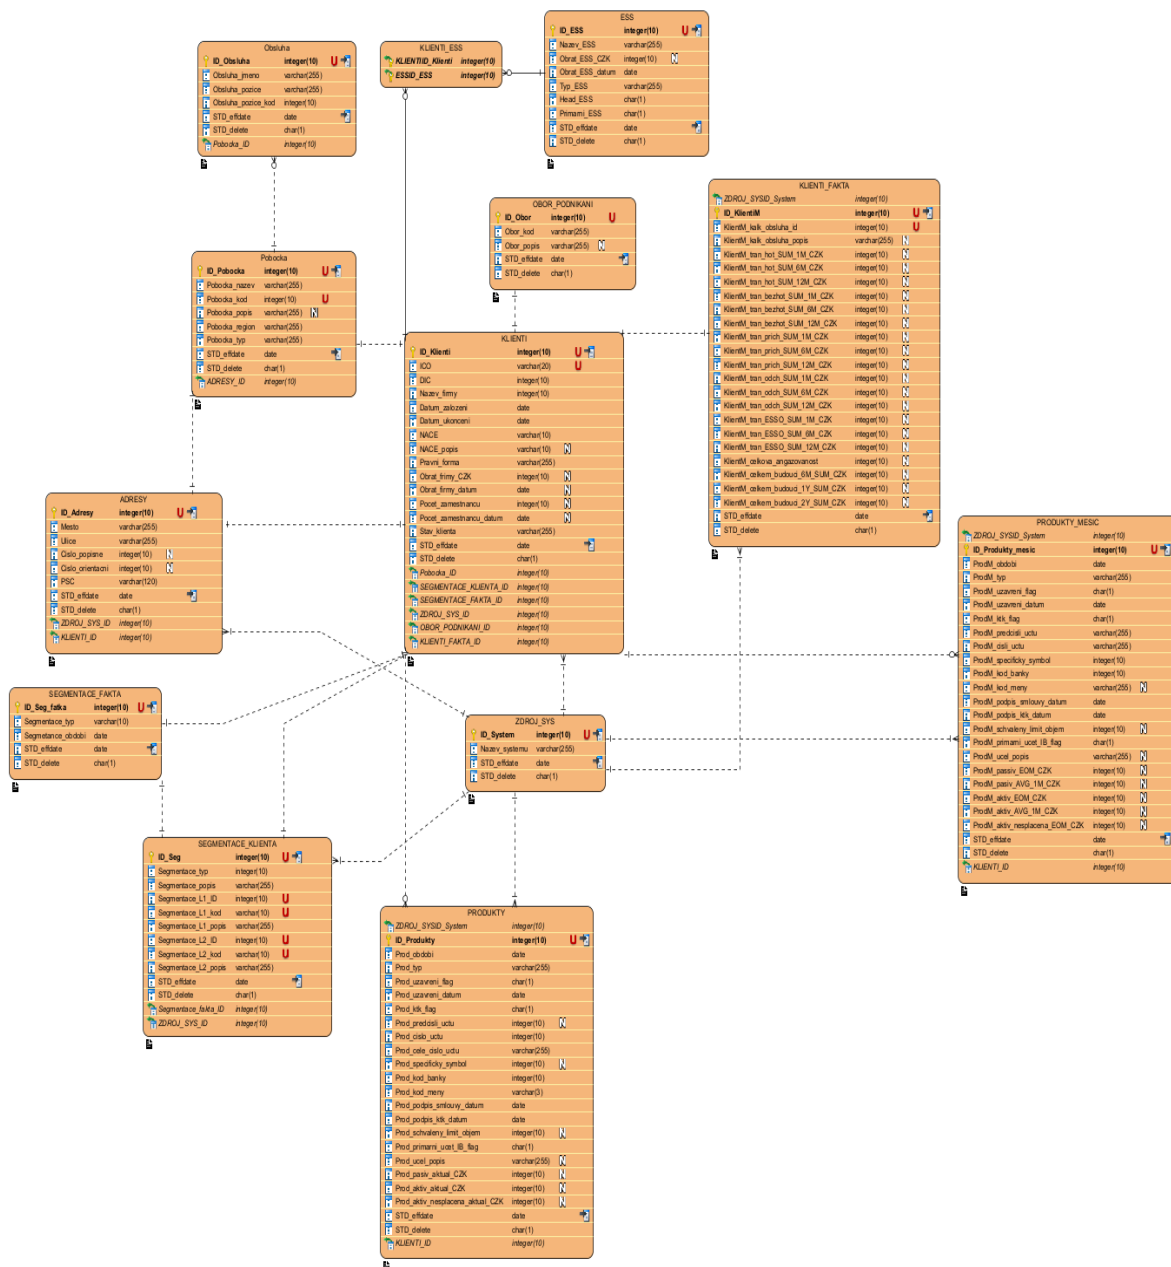 ESS
ID_ESS integer(10) U
Nazev_ESS varchar(255)
Obrat_ESS_CZK integer(10) N
Obrat_ESS_datum date
Typ_ESS varchar(255)
Head_ESS char(1)
Primarni_ESS char(1)
STD_effdate date
STD_delete char(1)
KLIENTI_ESS
KLIENTIID_Klienti integer(10)
ESSID_ESS integer(10)
Obsluha
ID_Obsluha integer(10) U
Obsluha_jmeno varchar(255)
Obsluha_pozice varchar(255)
Obsluha_pozice_kod integer(10)
STD_effdate date
STD_delete char(1)
Pobocka_ID integer(10)
OBOR_PODNIKANI
ID_Obor integer(10) U
Obor_kod varchar(255)
Obor_popis varchar(255) N
STD_effdate date
STD_delete char(1)
KLIENTI_FAKTA
ZDROJ_SYSID_System integer(10)
ID_KlientiM integer(10) U
KlientM_kalk_obsluha_id integer(10) U
KlientM_kalk_obsluha_popis varchar(255) N
KlientM_tran_hot_SUM_1M_CZK integer(10) N
KlientM_tran_hot_SUM_6M_CZK integer(10) N
KlientM_tran_hot_SUM_12M_CZK integer(10) N
KlientM_tran_bezhot_SUM_1M_CZK integer(10) N
KlientM_tran_bezhot_SUM_6M_CZK integer(10) N
KlientM_tran_bezhot_SUM_12M_CZK integer(10) N
KlientM_tran_prich_SUM_1M_CZK integer(10) N
KlientM_tran_prich_SUM_6M_CZK integer(10) N
KlientM_tran_prich_SUM_12M_CZK integer(10) N
KlientM_tran_odch_SUM_1M_CZK integer(10) N
KlientM_tran_odch_SUM_6M_CZK integer(10) N
KlientM_tran_odch_SUM_12M_CZK integer(10) N
KlientM_tran_ESSO_SUM_1M_CZK integer(10) N
KlientM_tran_ESSO_SUM_6M_CZK integer(10) N
KlientM_tran_ESSO_SUM_12M_CZK integer(10) N
KlientM_celkova_angazovanost integer(10) N
KlientM_celkem_budouci_6M_SUM_CZK integer(10) N
KlientM_celkem_budouci_1Y_SUM_CZK integer(10) N
KlientM_celkem_budouci_2Y_SUM_CZK integer(10) N
STD_effdate date
STD_delete char(1)
Pobocka
ID_Pobocka integer(10) U
Pobocka_nazev varchar(255)
Pobocka_kod integer(10) U
Pobocka_popis varchar(255) N
Pobocka_region varchar(255)
Pobocka_typ varchar(255)
STD_effdate date
STD_delete char(1)
ADRESY_ID integer(10)
KLIENTI
ID_Klienti integer(10) U
ICO varchar(20) U
DIC integer(10)
Nazev_firmy integer(10)
Datum_zalozeni date
Datum_ukonceni date
NACE varchar(10)
NACE_popis varchar(10) N
Pravni_forma varchar(255)
Obrat_frimy_CZK integer(10) N
Obrat_firmy_datum date N
Pocet_zamestnancu integer(10) N
Pocet_zamestnancu_datum date N
Stav_klienta varchar(255)
STD_effdate date
STD_delete char(1)
Pobocka_ID integer(10)
SEGMENTACE_KLIENTA_ID integer(10)
SEGMENTACE_FAKTA_ID integer(10)
ZDROJ_SYS_ID integer(10)
OBOR_PODNIKANI_ID integer(10)
KLIENTI_FAKTA_ID integer(10)
ADRESY
ID_Adresy integer(10) U
Mesto varchar(255)
Ulice varchar(255)
Cislo_popisne integer(10) N
Cislo_orientacni integer(10) N
PSC varchar(120)
STD_effdate date
STD_delete char(1)
ZDROJ_SYS_ID integer(10)
KLIENTI_ID integer(10)
PRODUKTY_MESIC
ZDROJ_SYSID_System integer(10)
ID_Produkty_mesic integer(10) U
ProdM_obdobi date
ProdM_typ varchar(255)
ProdM_uzavreni_flag char(1)
ProdM_uzavreni_datum date
ProdM_ktk_flag char(1)
ProdM_predcisli_uctu varchar(255)
ProdM_cisli_uctu varchar(255)
ProdM_specificky_symbol integer(10)
ProdM_kod_banky integer(10)
ProdM_kod_meny varchar(255) N
ProdM_podpis_smlouvy_datum date
ProdM_podpis_ktk_datum date
ProdM_schvaleny_limit_objem integer(10) N
ProdM_primarni_ucet_IB_flag char(1)
ProdM_ucel_popis varchar(255) N
ProdM_passiv_EOM_CZK integer(10) N
ProdM_pasiv_AVG_1M_CZK integer(10) N
ProdM_aktiv_EOM_CZK integer(10) N
ProdM_aktiv_AVG_1M_CZK integer(10) N
ProdM_aktiv_nesplacena_EOM_CZK integer(10) N
STD_effdate date
STD_delete char(1)
KLIENTI_ID integer(10)
SEGMENTACE_FAKTA
ID_Seg_fatka integer(10) U
Segmentace_typ varchar(10)
Segmetance_obdobi date
STD_effdate date
STD_delete char(1)
ZDROJ_SYS
ID_System integer(10) U
Nazev_systemu varchar(255)
STD_effdate date
STD_delete char(1)
SEGMENTACE_KLIENTA
ID_Seg integer(10) U
Segmentace_typ integer(10)
Segmentace_popis varchar(255)
Segmentace_L1_ID integer(10) U
Segmentace_L1_kod varchar(10) U
Segmentace_L1_popis varchar(255)
Segmentace_L2_ID integer(10) U
Segmentace_L2_kod varchar(10) U
Segmentace_L2_popis varchar(255)
STD_effdate date
STD_delete char(1)
Segmentace_fakta_ID integer(10)
ZDROJ_SYS_ID integer(10)
PRODUKTY
ZDROJ_SYSID_System integer(10)
ID_Produkty integer(10) U
Prod_obdobi date
Prod_typ varchar(255)
Prod_uzavreni_flag char(1)
Prod_uzavreni_datum date
Prod_ktk_flag char(1)
Prod_predcisli_uctu integer(10) N
Prod_cislo_uctu integer(10)
Prod_cele_cislo_uctu varchar(255)
Prod_specificky_symbol integer(10) N
Prod_kod_banky integer(10)
Prod_kod_meny varchar(3)
Prod_podpis_smlouvy_datum date
Prod_podpis_ktk_datum date
Prod_schvaleny_limit_objem integer(10) N
Prod_primarni_ucet_IB_flag char(1)
Prod_ucel_popis varchar(255) N
Prod_pasiv_aktual_CZK integer(10) N
Prod_aktiv_aktual_CZK integer(10) N
Prod_aktiv_nesplacena_aktual_CZK integer(10) N
STD_effdate date
STD_delete char(1)
KLIENTI_ID integer(10)